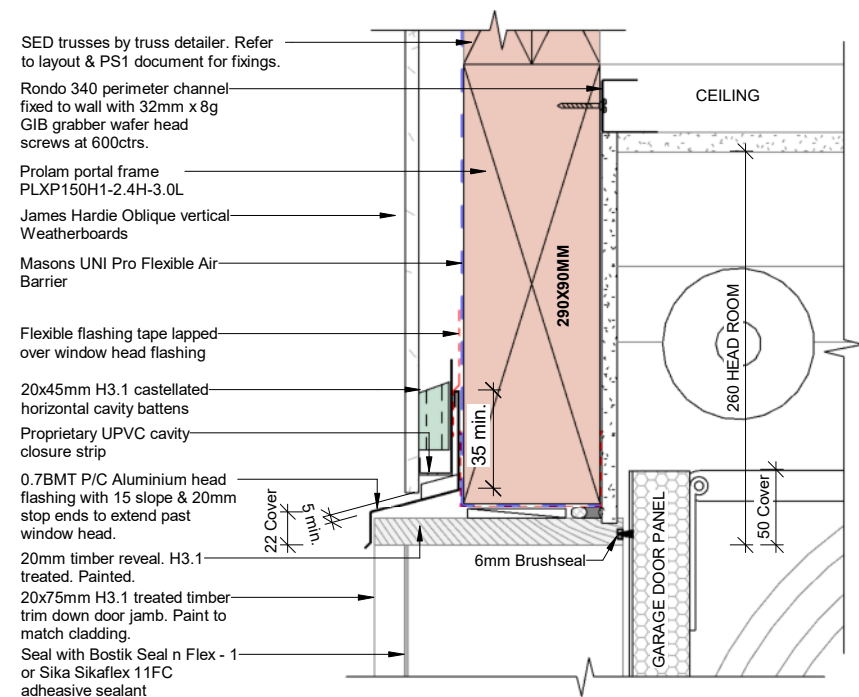 SED trusses by truss detailer. Refer
to layout & PS1 document for fixings.
Rondo 340 perimeter channel
fixed to wall with 32mm x 8g
GIB grabber wafer head
screws at 600ctrs.
Prolam portal frame
PLXP150H1-2.4H-3.0L
James Hardie Oblique vertical
Weatherboards
Masons UNI Pro Flexible Air
Barrier
Flexible flashing tape lapped
over window head flashing
20x45mm H3.1 castellated
horizontal cavity battens
Proprietary UPVC cavity
closure strip
0.7BMT P/C Aluminium head
flashing with 15 slope & 20mm
stop ends to extend past
window head.
20mm timber reveal. H3.1
treated. Painted.
20x75mm H3.1 treated timber
trim down door jamb. Paint to
match cladding.
Seal with Bostik Seal n Flex - 1
or Sika Sikaflex 11FC
adheasive sealant
22 Cover
5 min.
35 min.
290X90MM
6mm Brushseal
CEILING
260 HEAD ROOM
GARAGE DOOR PANEL
50 Cover